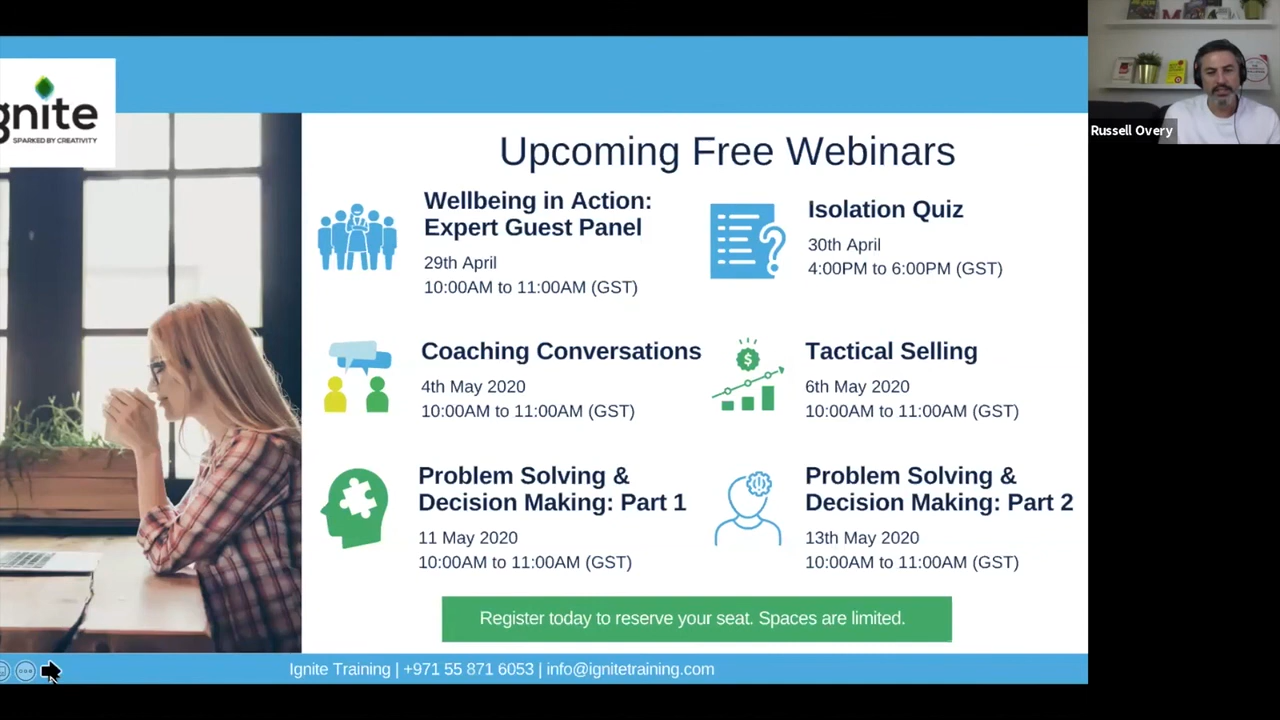 gnite
SPARKED BY CREATIVITY
Russell Overy
Upcoming Free Webinars
Wellbeing in Action:
Expert Guest Panel
29th April
10:00AM to 11:00AM (GST)
Isolation Quiz
30th April
4:00PM to 6:00PM (GST)
Coaching Conversations
4th May 2020
10:00AM to 11:00AM (GST)
$
Tactical Selling
6th May 2020
10:00AM to 11:00AM (GST)
Problem Solving &
Decision Making: Part 1
11 May 2020
10:00AM to 11:00AM (GST)
Problem Solving &
Decision Making: Part 2
13th May 2020
10:00AM to 11:00AM (GST)
Register today to reserve your seat. Spaces are limited.
Ignite Training | +971 55 871 6053 | info@ignitetraining.com